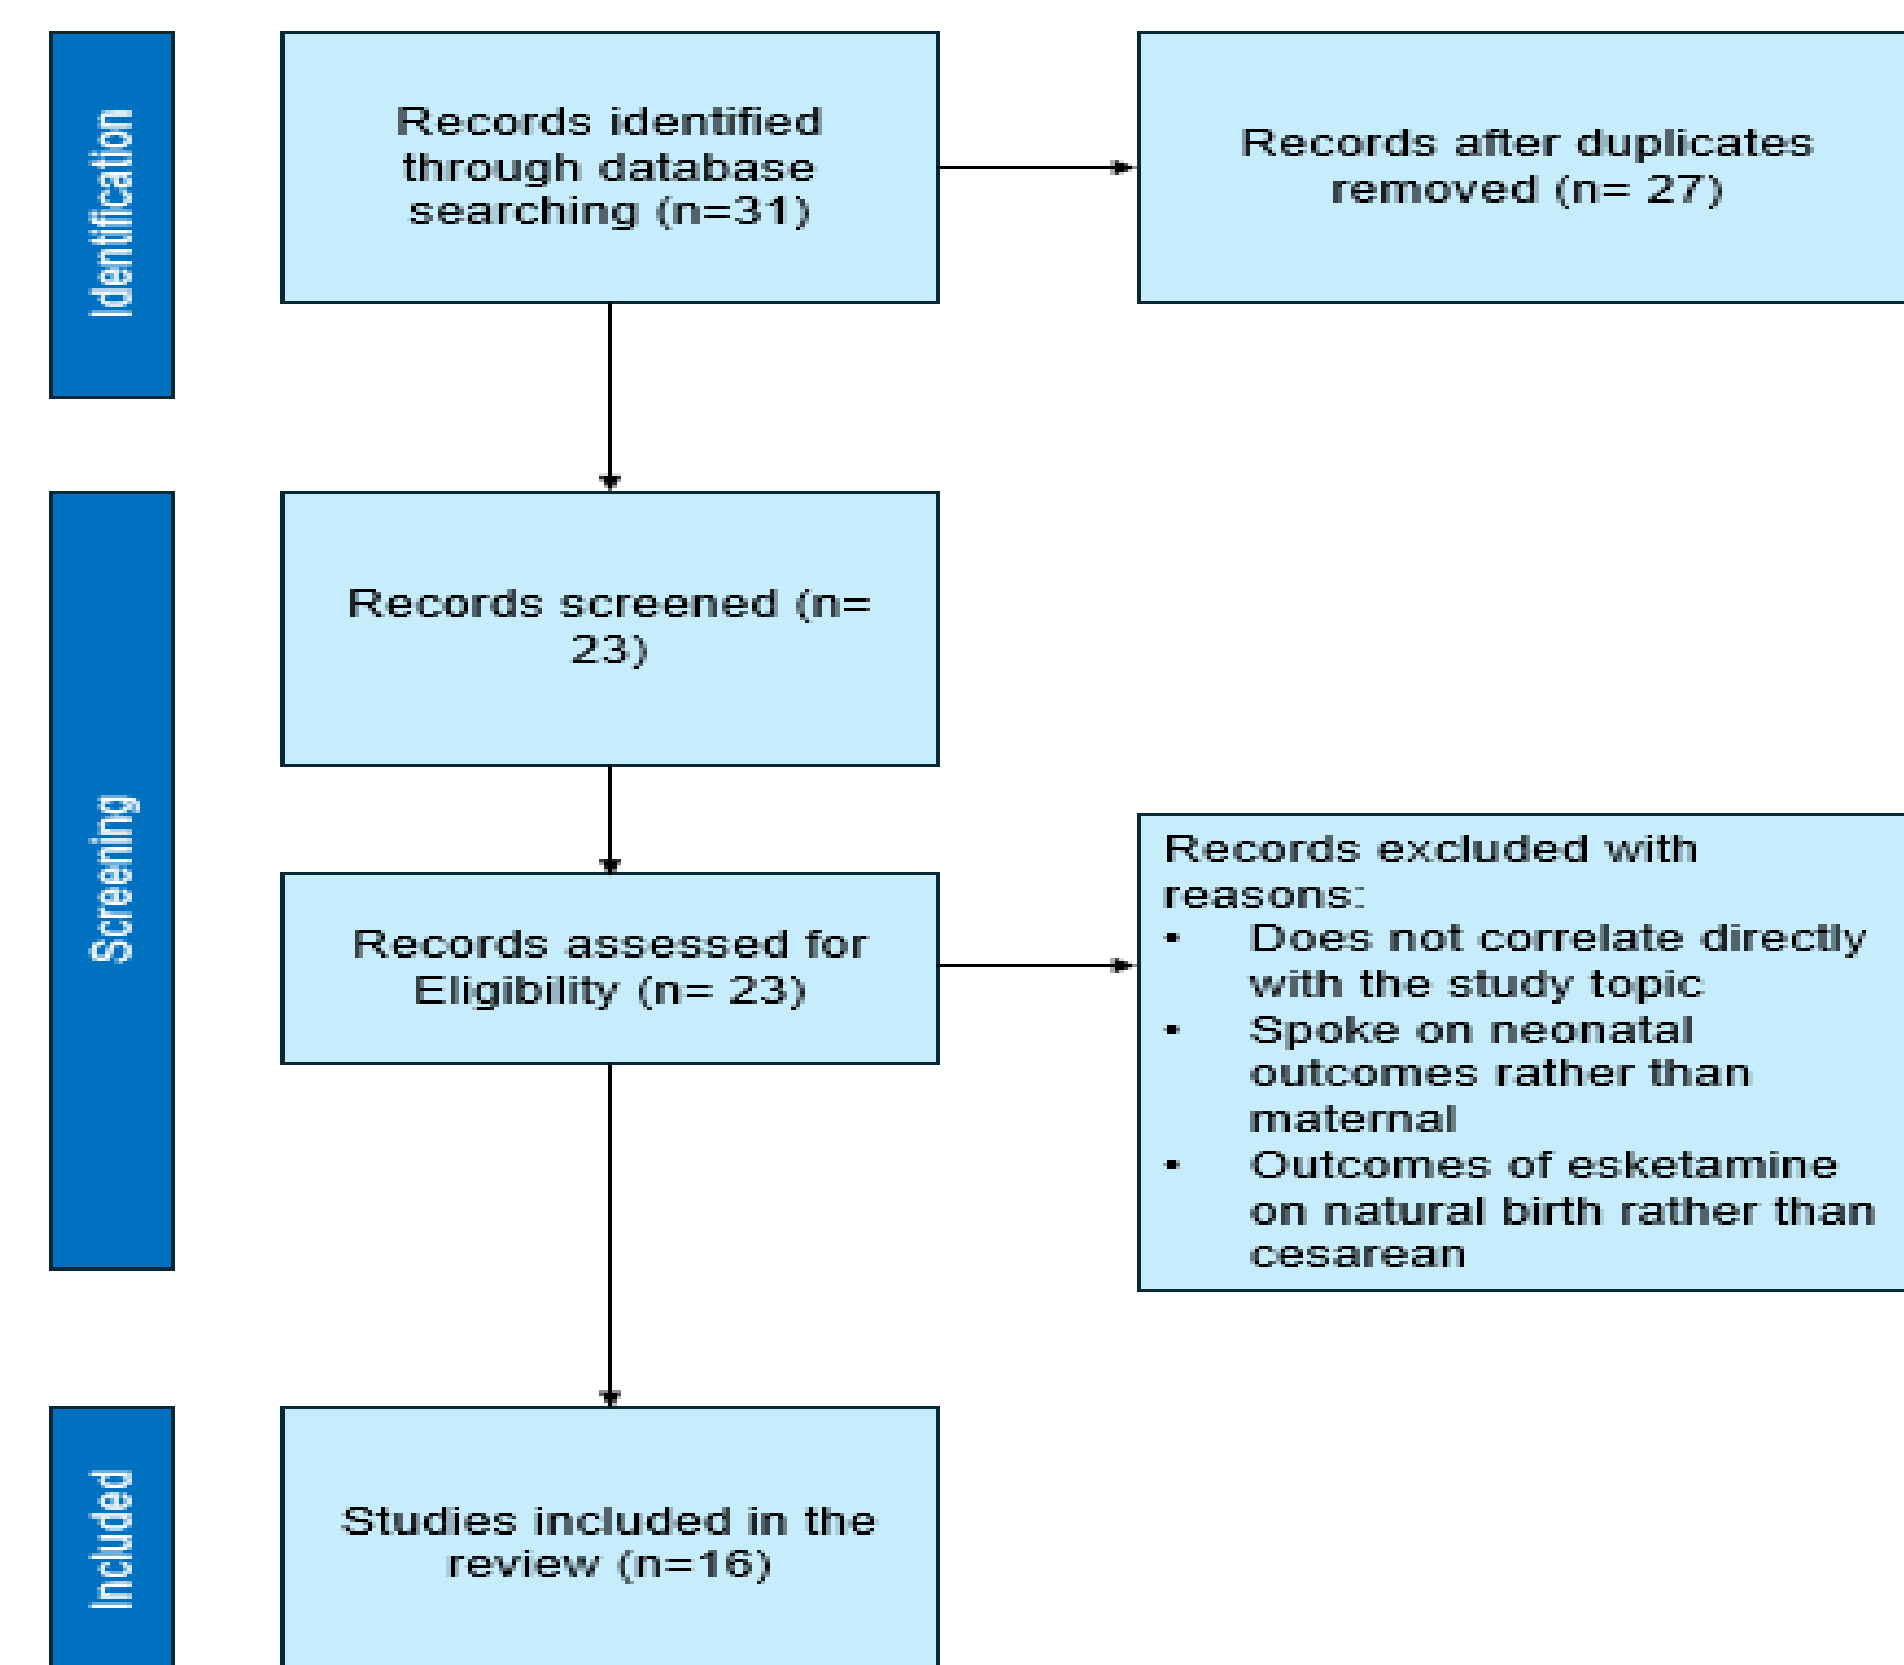 Identification
Records identified
through database
searching (n=31)
Records after duplicates
removed (n= 27)
Screening
Records screened (n=
23)
Records assessed for
Eligibility (n= 23)
Records excluded with
reasons:
• Does not correlate directly
with the study topic
• Spoke on neonatal
outcomes rather than
maternal
• Outcomes of esketamine
on natural birth rather than
cesarean
Included
Studies included in the
review (n=16)